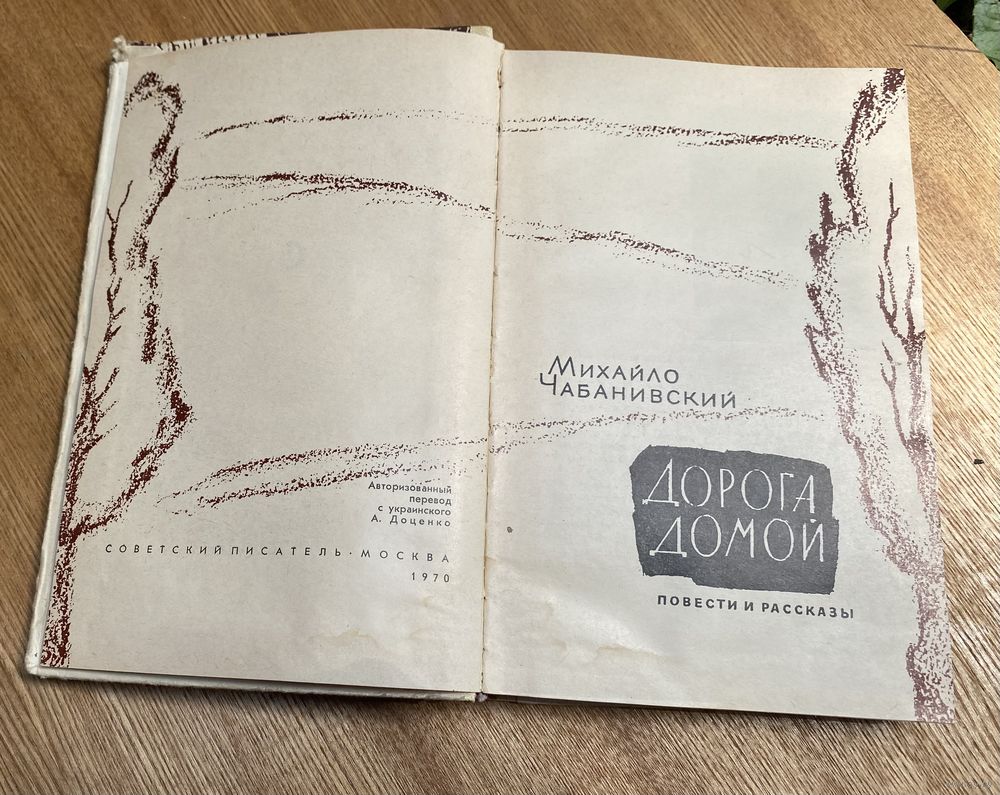 Авторизованный
перевод
с украинского
А. Доценко
СОВЕТСКИЙ ПИСАТЕЛЬ · МОСКВА
1970
МИХАЙЛО
ЧАБАНИВСКИЙ
ДОРОГА
ДОМОЙ
ПОВЕСТИ И РАССКАЗЫ